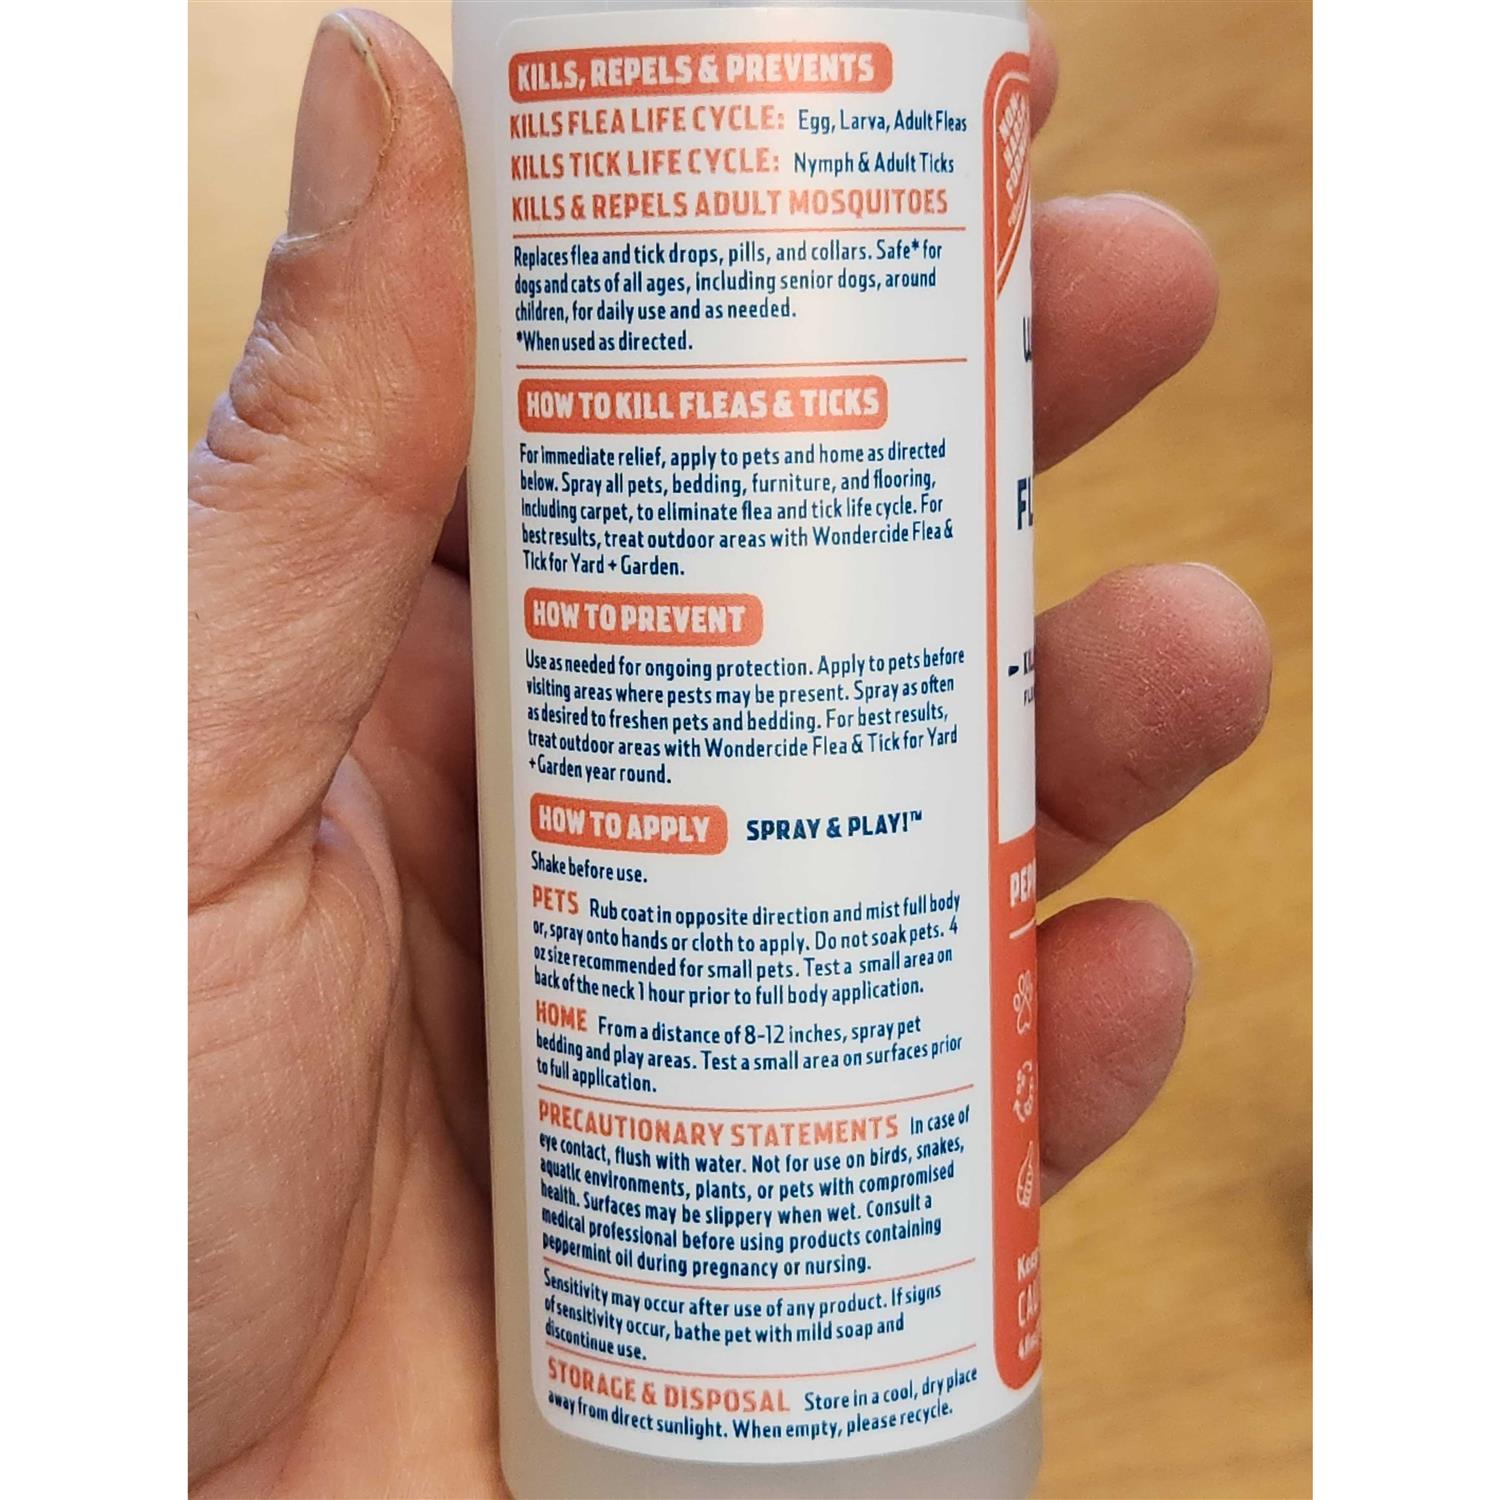 KILLS, REPELS & PREVENTS
KILLS FLEA LIFE CYCLE: Egg, Larva, Adult Fleas
KILLS TICK LIFE CYCLE: Nymph & Adult Ticks
KILLS & REPELS ADULT MOSQUITOES
Replaces flea and tick drops, pills, and collars. Safe* for
dogs and cats of all ages, including senior dogs, around
children, for daily use and as needed.
*When used as directed.
HOW TO KILL FLEAS & TICKS
For immediate relief, apply to pets and home as directed
below. Spray all pets, bedding, furniture, and flooring,
including carpet, to eliminate flea and tick life cycle. For
best results, treat outdoor areas with Wondercide Flea &
Tick for Yard + Garden.
HOW TO PREVENT
Use as needed for ongoing protection. Apply to pets before
visiting areas where pests may be present. Spray as often
as desired to freshen pets and bedding. For best results,
treat outdoor areas with Wondercide Flea & Tick for Yard
+ Garden year round.
HOW TO APPLY SPRAY & PLAY!™
Shake before use.
PETS Rub coat in opposite direction and mist full body
or, spray onto hands or cloth to apply. Do not soak pets. 4
oz size recommended for small pets. Test a small area on
back of the neck 1 hour prior to full body application.
HOME From a distance of 8-12 inches, spray pet
bedding and play areas. Test a small area on surfaces prior
to full application.
PRECAUTIONARY STATEMENTS In case of
eye contact, flush with water. Not for use on birds, snakes,
aquatic environments, plants, or pets with compromised
health. Surfaces may be slippery when wet. Consult a
medical professional before using products containing
peppermint oil during pregnancy or nursing.
Sensitivity may occur after use of any product. If signs
of sensitivity occur, bathe pet with mild soap and
discontinue use.
STORAGE & DISPOSAL Store in a cool, dry place
away from direct sunlight. When empty, please recycle.